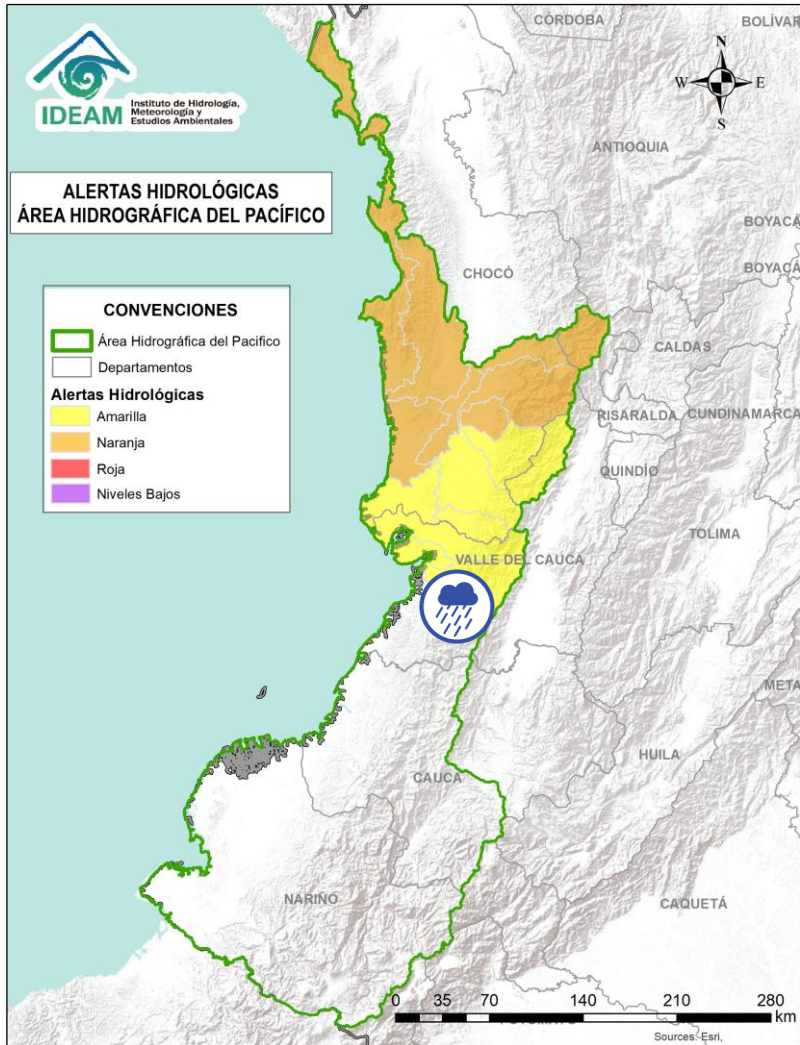 CÓRDOBA
BOLÍVAR
IDEAM
Instituto de Hidrología,
Meteorología y
Estudios Ambientales
N
W
E
S
ANTIOQUIA
ALERTAS HIDROLÓGICAS
ÁREA HIDROGRÁFICA DEL PACÍFICO
BOYACÁ
BOYACÁ
CHOCÓ
CONVENCIONES
Área Hidrográfica del Pacifico
Departamentos
Alertas Hidrológicas
Amarilla
Naranja
Roja
Niveles Bajos
CALDAS
RISARALDA
CUNDINAMARCA
QUINDÍO
TOLIMA
VALLE DEL CAUCA
META
HUILA
CAUCA
NARIÑO
CAQUETÁ
0 35 70 140 210 280
km
Sources: Esri,